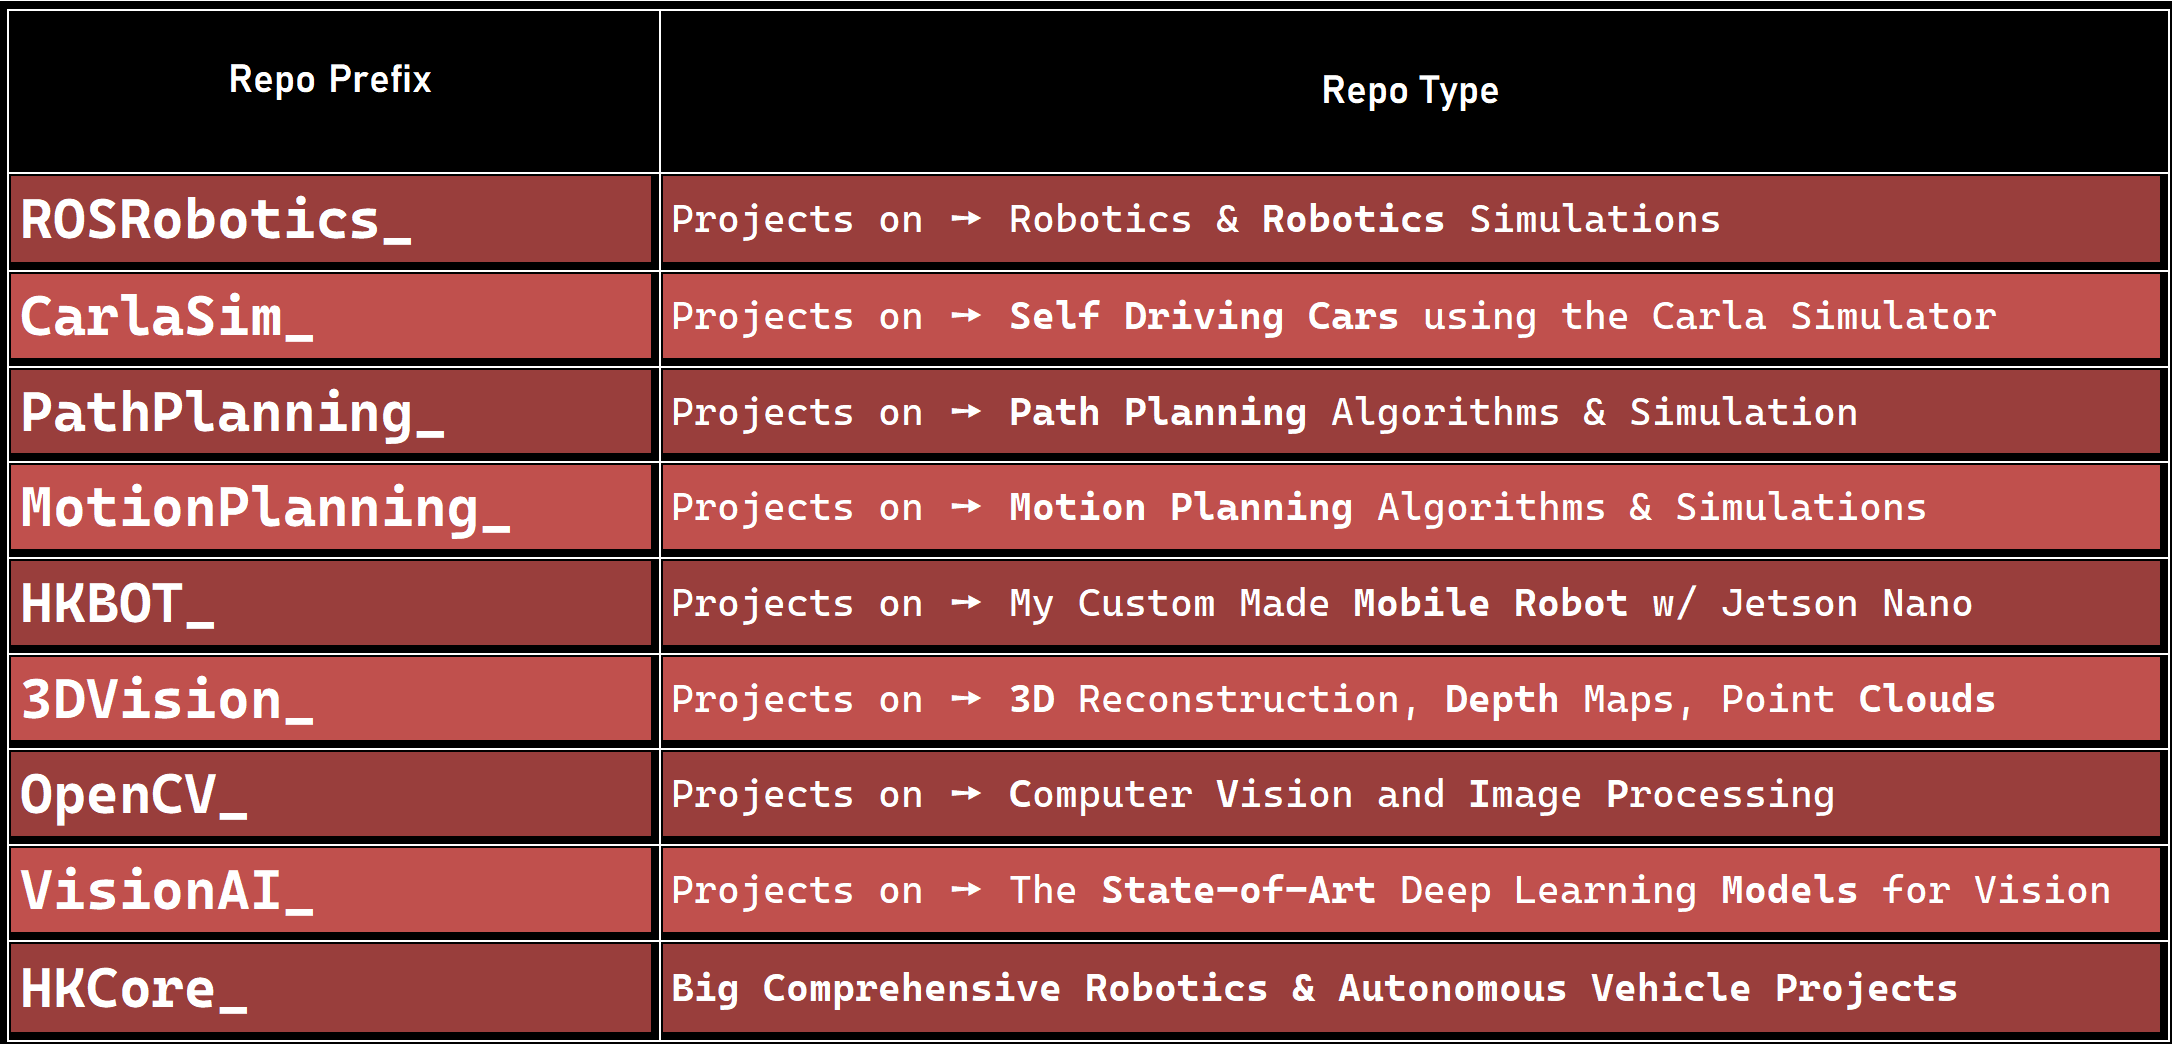 Repo Prefix
Repo Type
ROSRobotics_
Projects on → Robotics & Robotics Simulations
CarlaSim_
Projects on → Self Driving Cars using the Carla Simulator
PathPlanning_
Projects on → Path Planning Algorithms & Simulation
MotionPlanning_
Projects on → Motion Planning Algorithms & Simulations
HKBOT_
Projects on → My Custom Made Mobile Robot w/ Jetson Nano
3DVision_
Projects on → 3D Reconstruction, Depth Maps, Point Clouds
OpenCV_
Projects on → Computer Vision and Image Processing
VisionAI_
Projects on → The State-of-Art Deep Learning Models for Vision
HKCore_
Big Comprehensive Robotics & Autonomous Vehicle Projects